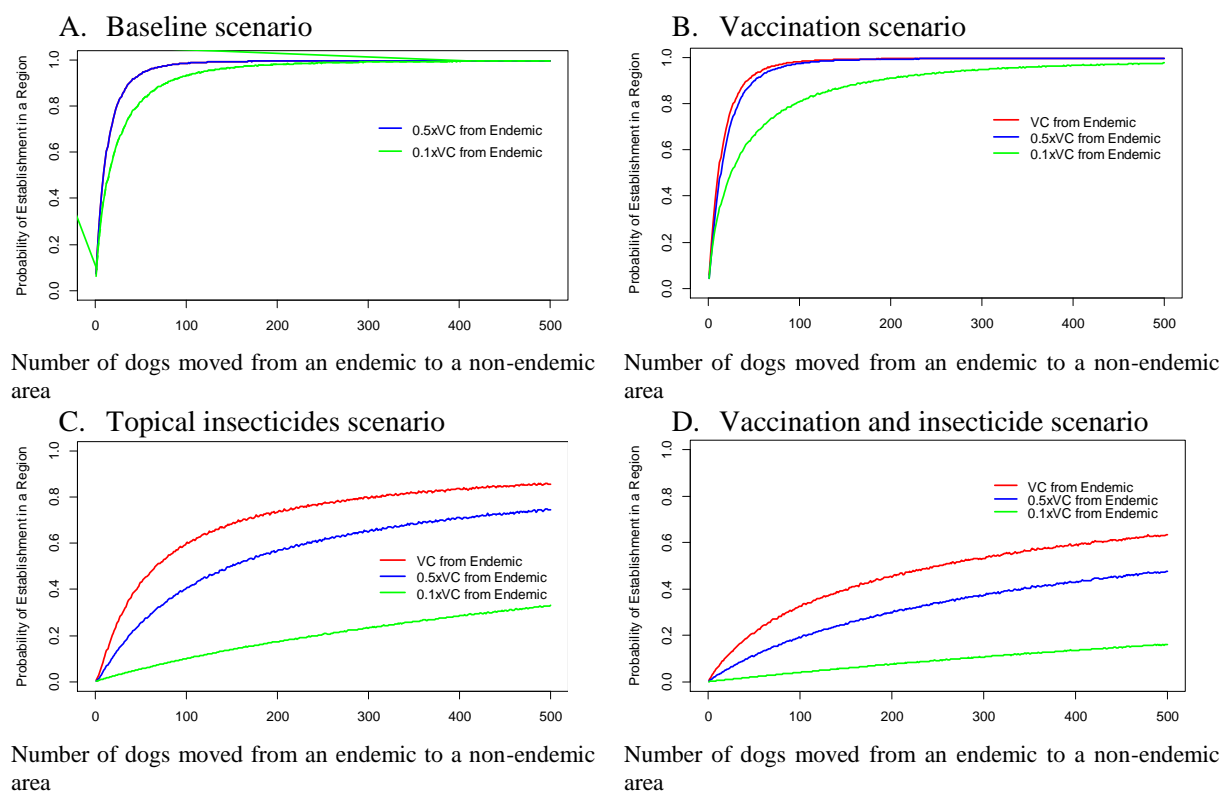 A. Baseline scenario
Probability of Establishment in a Region
1.0
0.8
0.6
0.4
0.2
0.0
0.5xVC from Endemic
0.1xVC from Endemic
0 100 200 300 400 500
Number of dogs moved from an endemic to a non-endemic
area
B. Vaccination scenario
Probability of Establishment in a Region
1.0
0.8
0.6
0.4
0.2
0.0
VC from Endemic
0.5xVC from Endemic
0.1xVC from Endemic
0 100 200 300 400 500
Number of dogs moved from an endemic to a non-endemic
area
C. Topical insecticides scenario
Probability of Establishment in a Region
1.0
0.8
0.6
0.4
0.2
0.0
VC from Endemic
0.5xVC from Endemic
0.1xVC from Endemic
0 100 200 300 400 500
Number of dogs moved from an endemic to a non-endemic
area
D. Vaccination and insecticide scenario
Probability of Establishment in a Region
1.0
0.8
0.6
0.4
0.2
0.0
VC from Endemic
0.5xVC from Endemic
0.1xVC from Endemic
0 100 200 300 400 500
Number of dogs moved from an endemic to a non-endemic
area